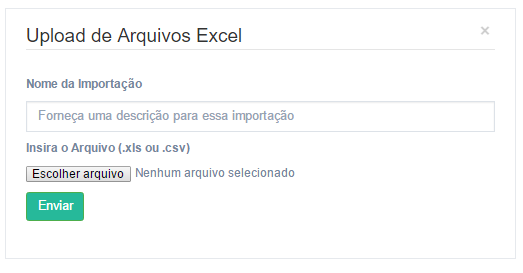 Upload de Arquivos Excel ×
Nome da Importação
Forneça uma descrição para essa importação
Insira o Arquivo (.xls ou .csv)
Escolher arquivo Nenhum arquivo selecionado
Enviar